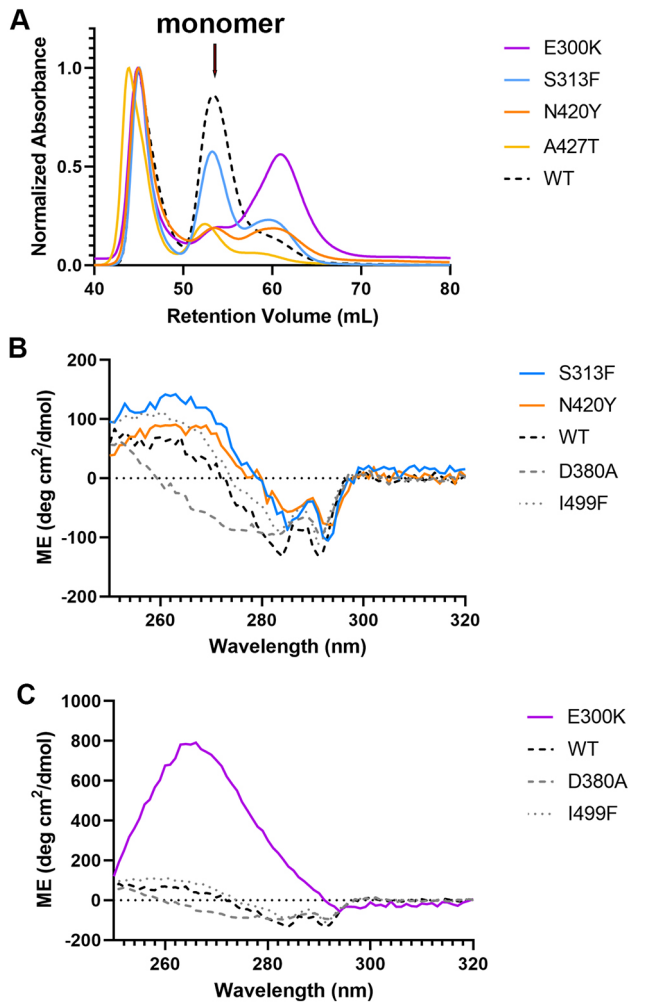 A
monomer
Normalized Absorbance
1.0
0.5
0.0
40 50 60 70 80
Retention Volume (mL)
E300K
S313F
N420Y
A427T
WT
B
ME (deg cm2/dmol)
200
100
0
-100
-200
260 280 300 320
Wavelength (nm)
S313F
N420Y
WT
D380A
I499F
C
ME (deg cm2/dmol)
1000
800
600
400
200
0
-200
260 280 300 320
Wavelength (nm)
E300K
WT
D380A
I499F